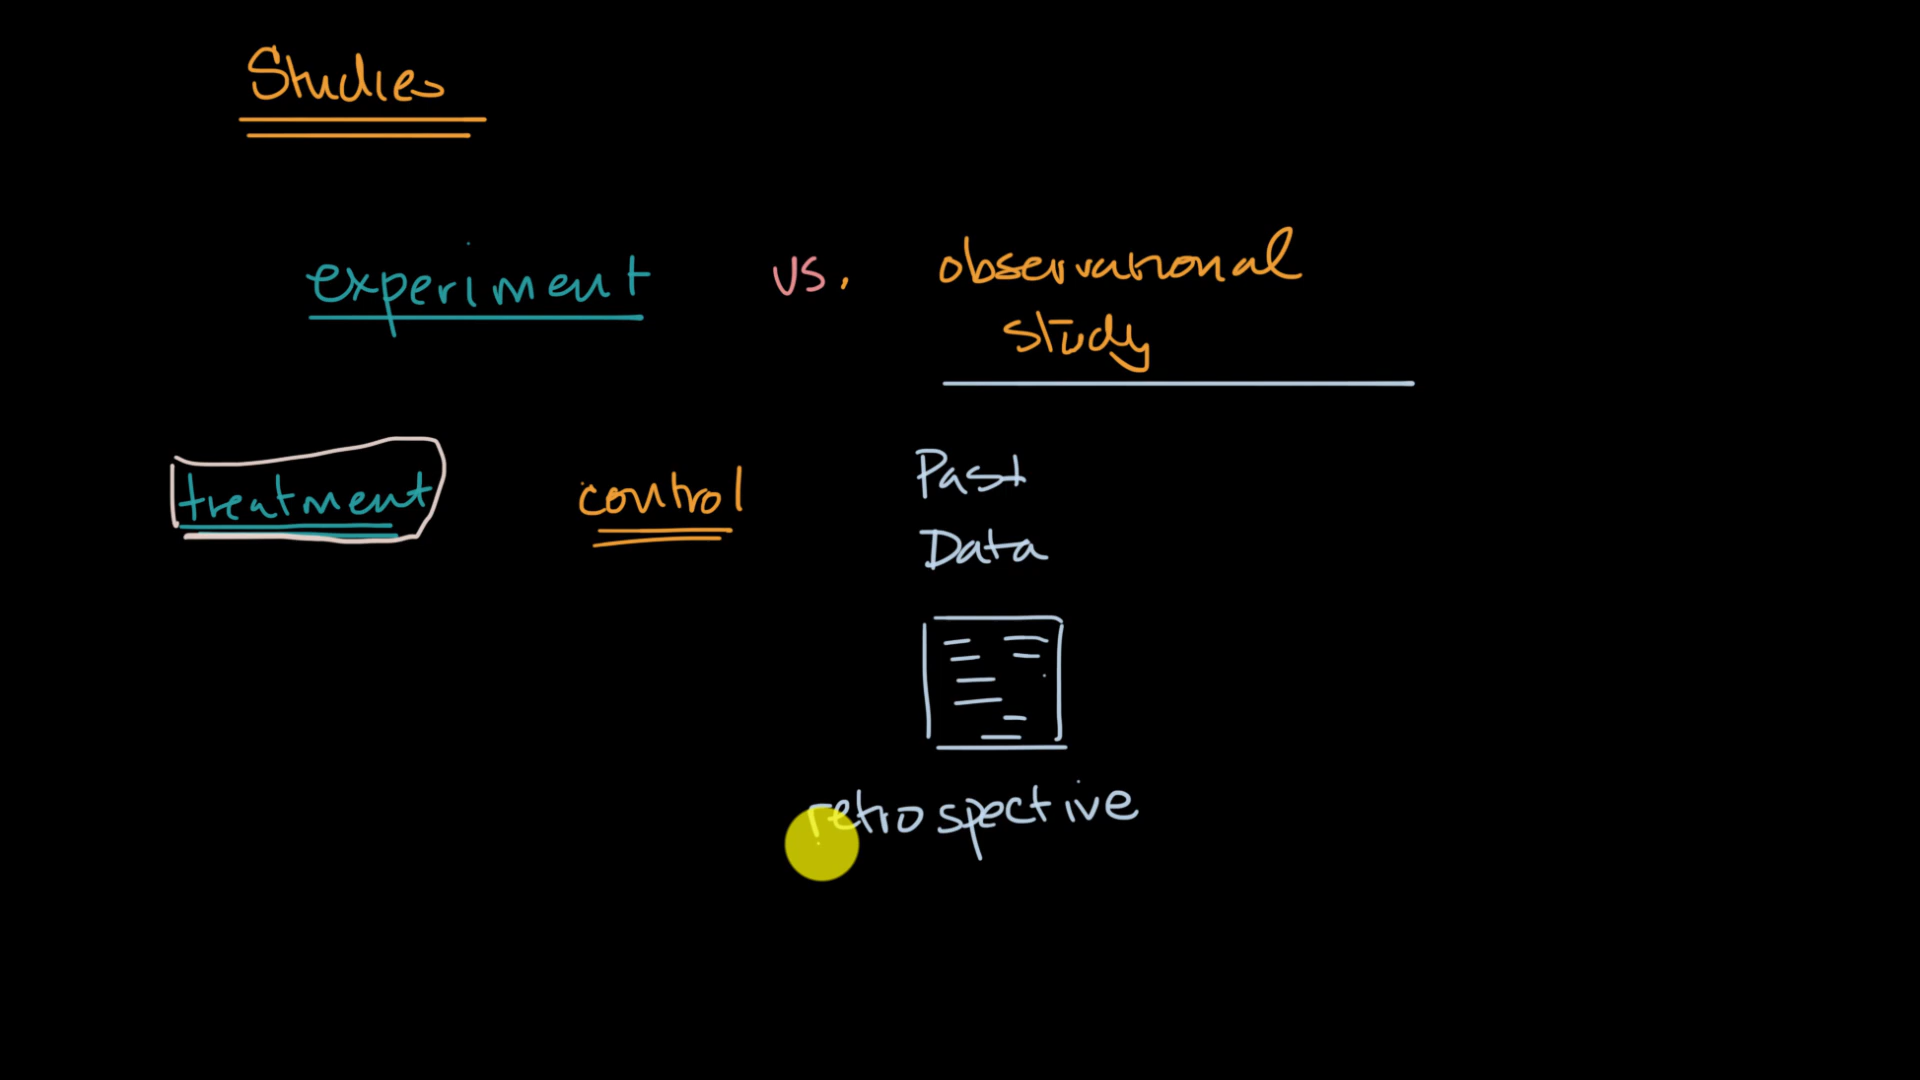 Studies
experiment vs. observational
study
treatment control Past
Data
retrospective